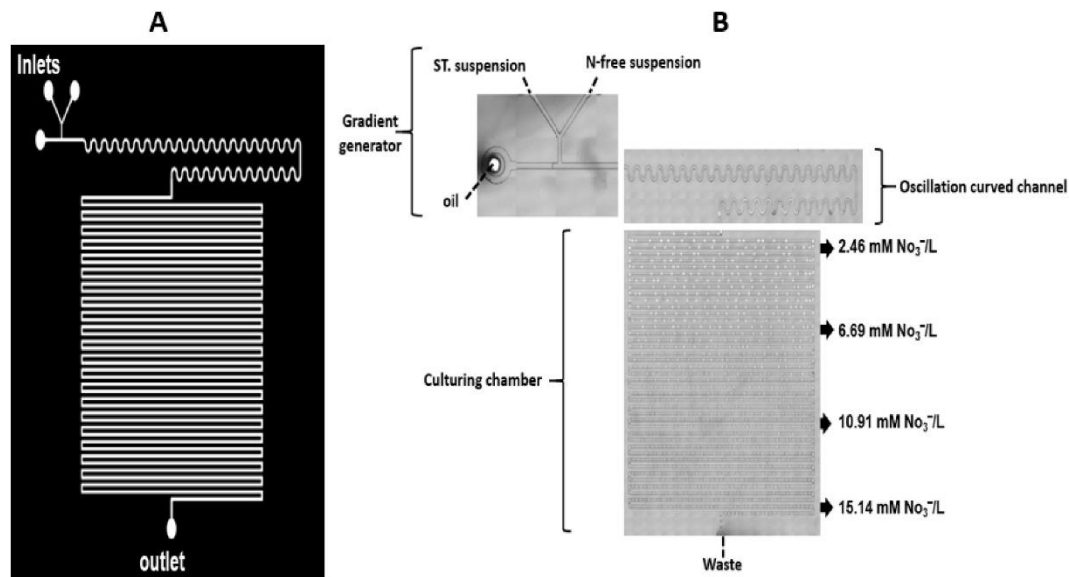 A
B
Inlets
outlet
ST. suspension
N-free suspension
Gradient
generator
oil
Oscillation curved channel
Culturing chamber
2.46 mM No₃⁻/L
6.69 mM No₃⁻/L
10.91 mM No₃⁻/L
15.14 mM No₃⁻/L
Waste